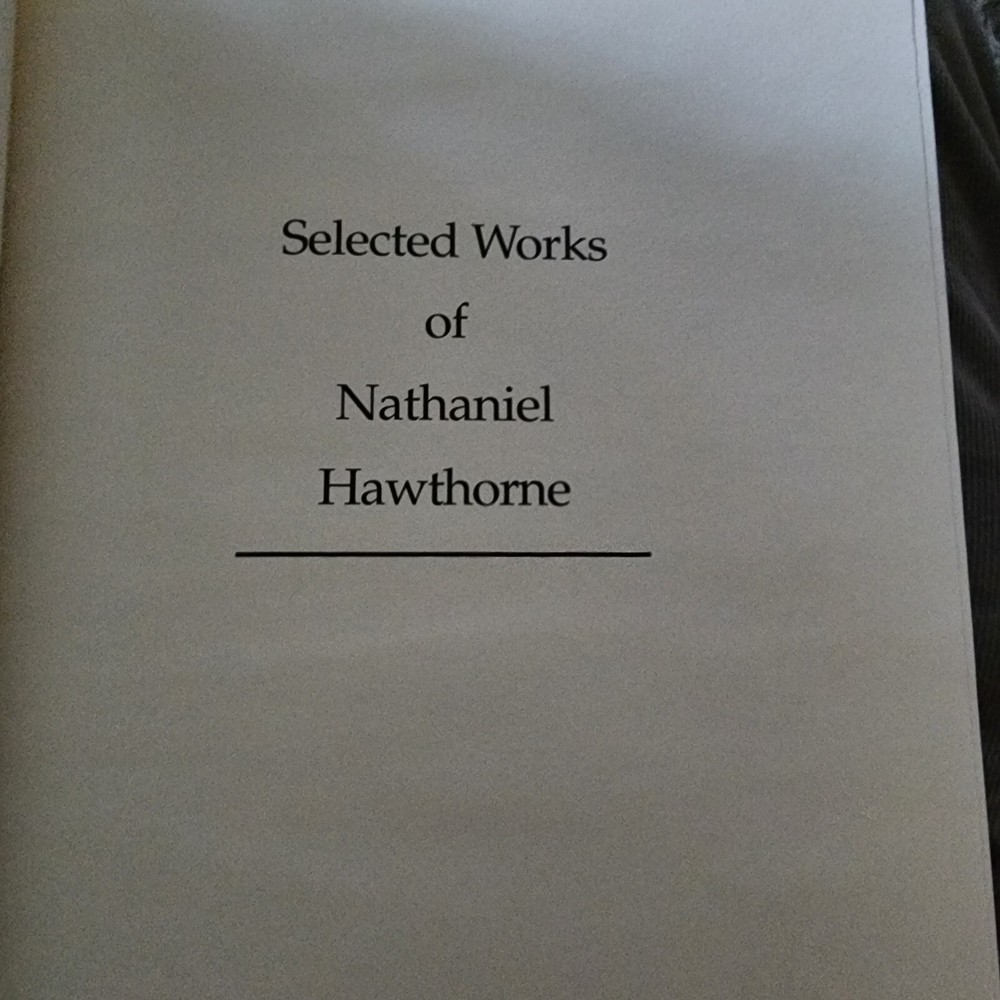 Selected Works
of
Nathaniel
Hawthorne